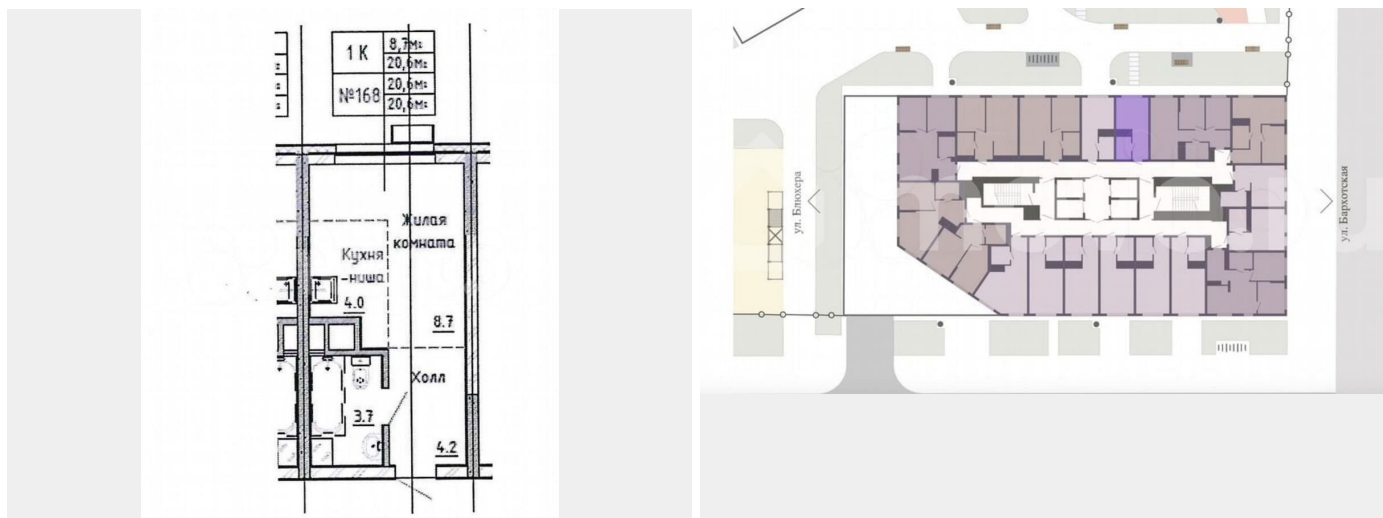 1 К
8,7м²
20,6м²
№168
20,6м²
20,6м²
Жилая
комната
Кухня
-ниша
4.0
8.7
Холл
3.7
4.2
ул. Блюхера
ул. Бархотская